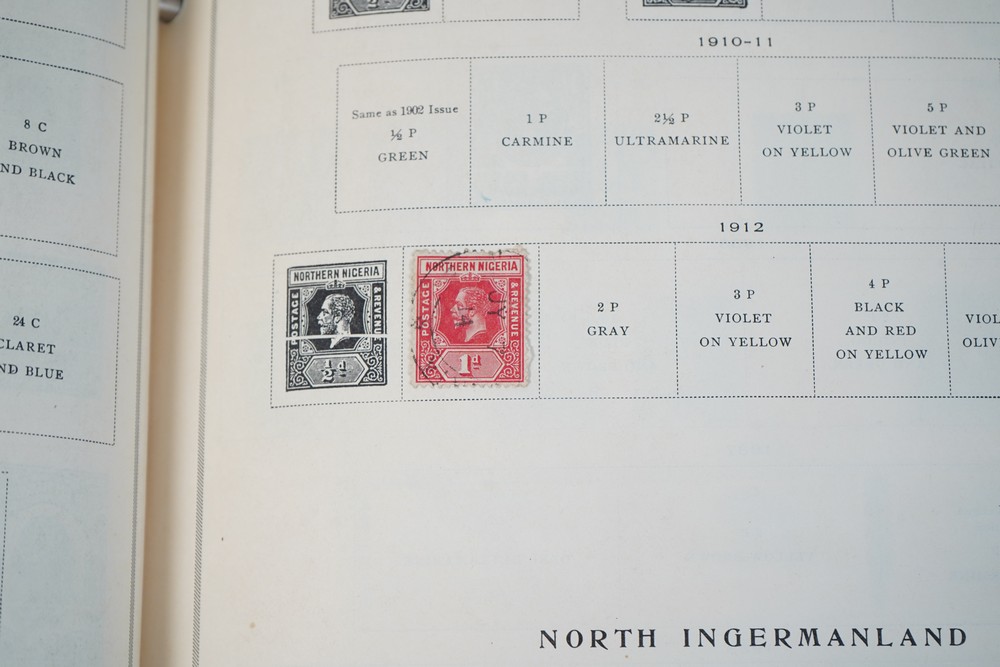 8 C
BROWN
ND BLACK
24 C
CLARET
ND BLUE
1910-11
Same as 1902 Issue
½ P
GREEN
1 P
CARMINE
2½ P
ULTRAMARINE
3 P
VIOLET
ON YELLOW
5 P
VIOLET AND
OLIVE GREEN
1912
NORTHERN NIGERIA
POSTAGE
& REVENUE
½d
NORTHERN NIGERIA
POSTAGE
& REVENUE
1d
JY
14
2 P
GRAY
3 P
VIOLET
ON YELLOW
4 P
BLACK
AND RED
ON YELLOW
VIOL
OLIV
NORTH INGERMANLAND